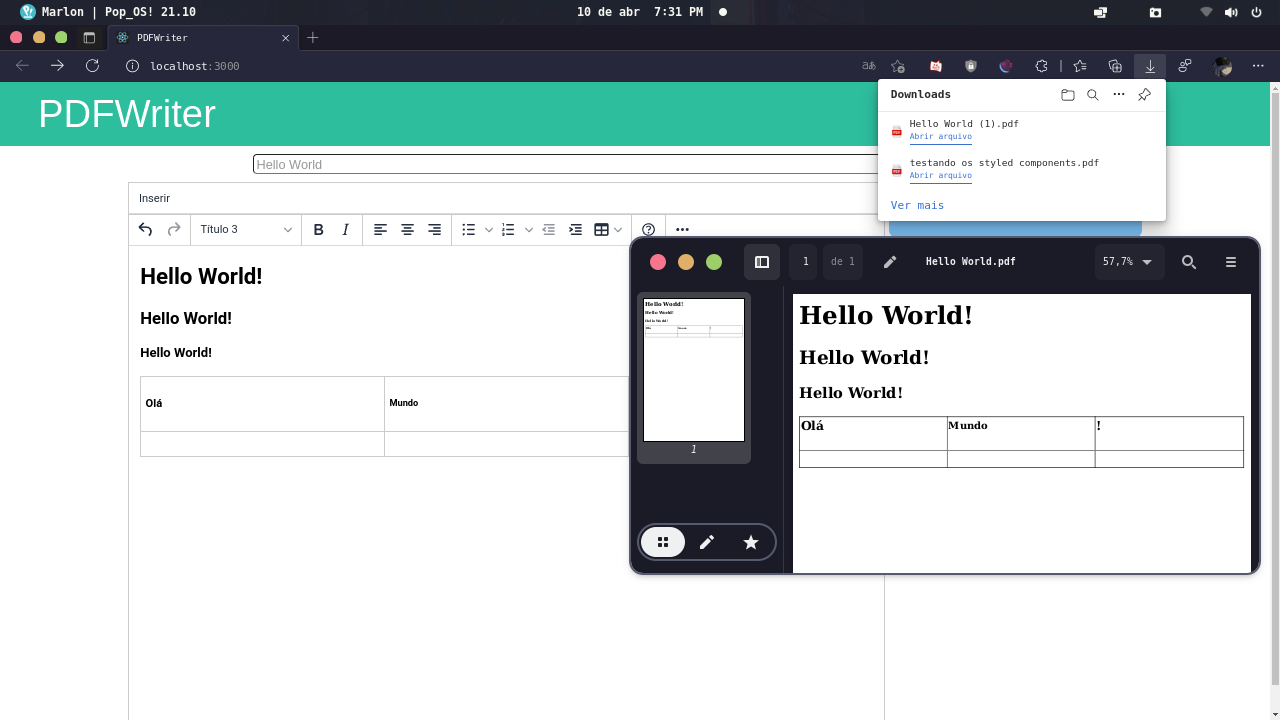 Marlon | Pop_OS! 21.10
10 de abr 7:31 PM
PDFWriter
localhost:3000
aあ
PDFWriter
Hello World
Downloads
Hello World (1).pdf
Abrir arquivo
testando os styled components.pdf
Abrir arquivo
Ver mais
Inserir
Título 3
B I
Hello World!
Hello World!
Hello World!
Olá Mundo
1 de 1
Hello World.pdf
57,7%
Hello World!
Hello World!
Hello World!
Olá Mundo !
1
Hello World!
Hello World!
Hello World!
Olá Mundo !